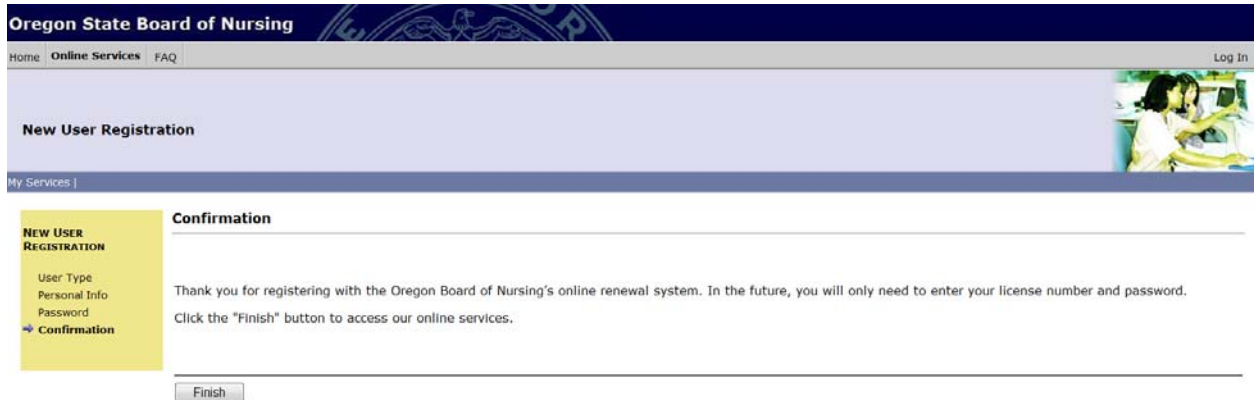 Oregon State Board of Nursing
Home Online Services FAQ Log In
New User Registration
My Services |
NEW USER
REGISTRATION
User Type
Personal Info
Password
Confirmation
Confirmation
Thank you for registering with the Oregon Board of Nursing's online renewal system. In the future, you will only need to enter your license number and password.
Click the "Finish" button to access our online services.
Finish